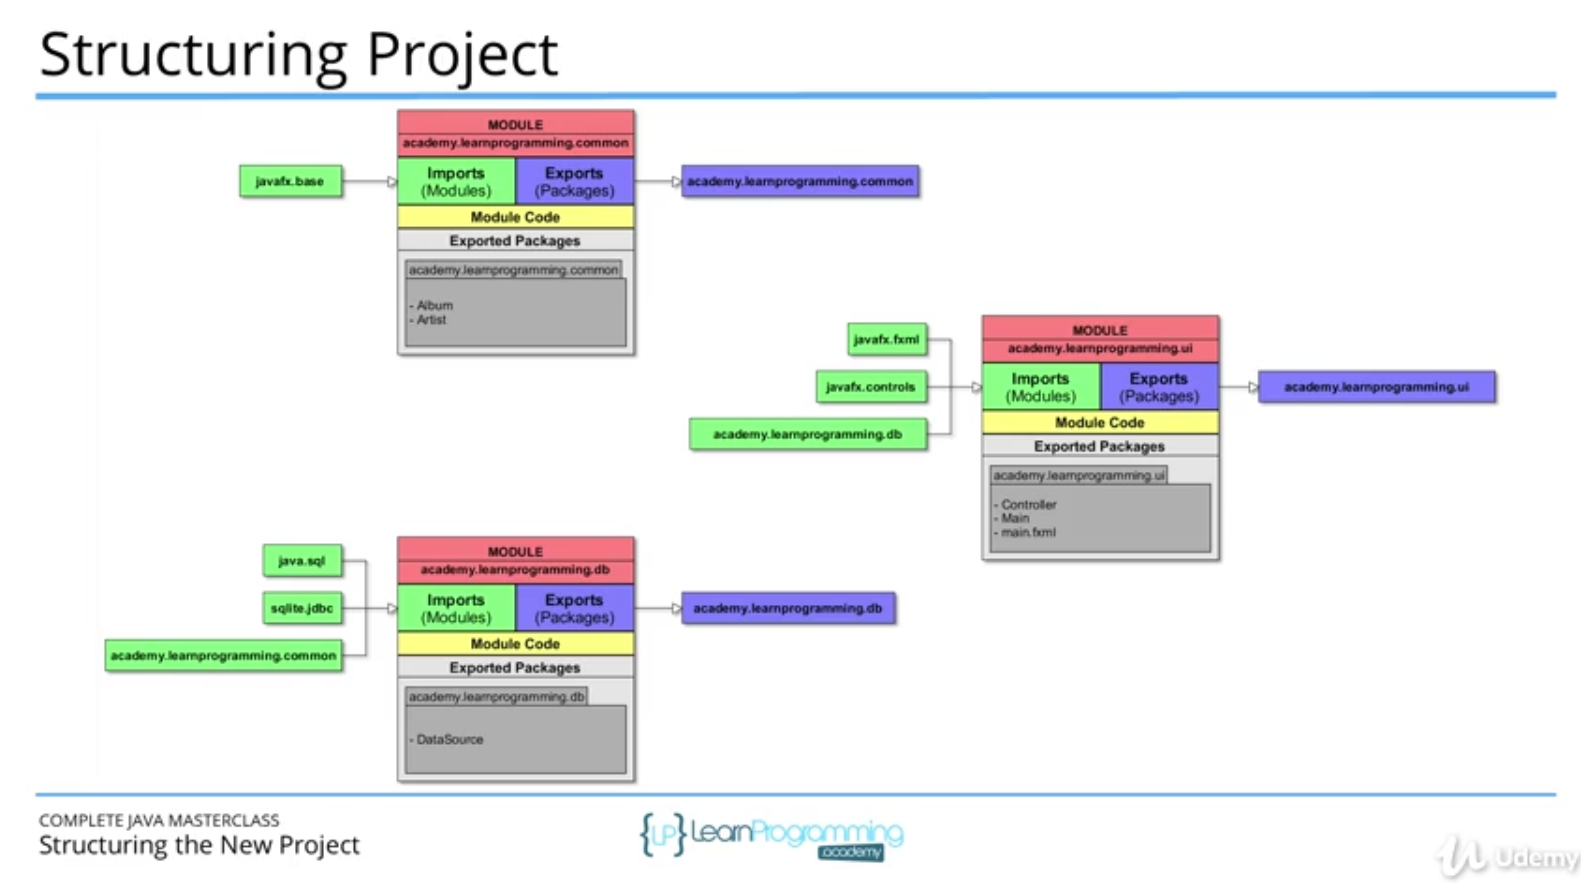 Structuring Project
MODULE
academy.learnprogramming.common
javafx.base
Imports
(Modules)
Exports
(Packages)
academy.learnprogramming.common
Module Code
Exported Packages
academy.learnprogramming.common
- Album
- Artist
MODULE
academy.learnprogramming.ui
javafx.fxml
javafx.controls
academy.learnprogramming.db
Imports
(Modules)
Exports
(Packages)
academy.learnprogramming.ui
Module Code
Exported Packages
academy.learnprogramming.ui
- Controller
- Main
- main.fxml
MODULE
academy.learnprogramming.db
java.sql
sqlite.jdbc
academy.learnprogramming.common
Imports
(Modules)
Exports
(Packages)
academy.learnprogramming.db
Module Code
Exported Packages
academy.learnprogramming.db
- DataSource
COMPLETE JAVA MASTERCLASS
Structuring the New Project
{LP} LearnProgramming
.academy
Udemy